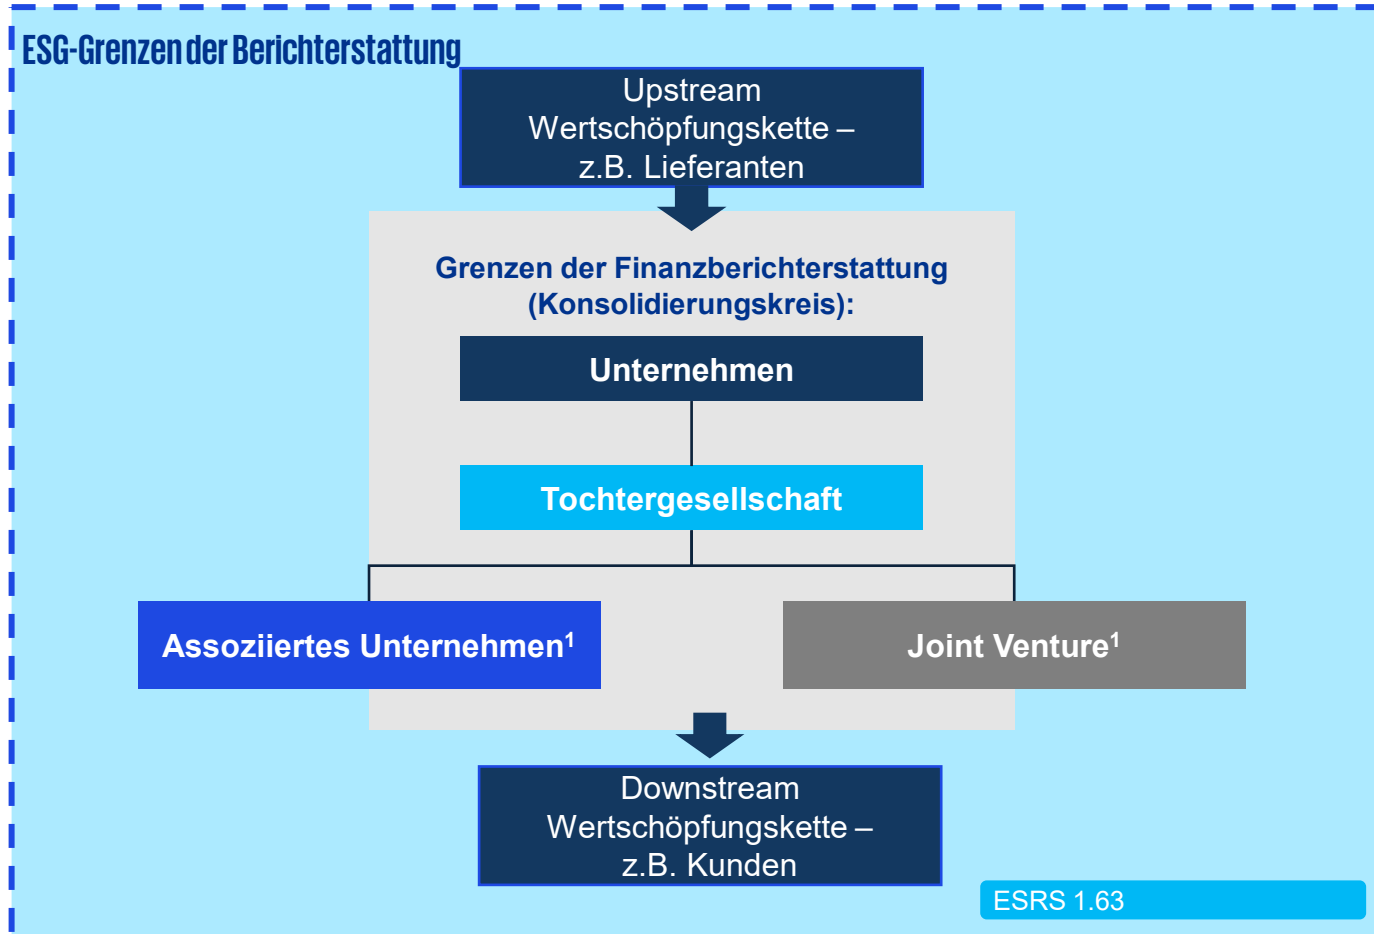 ESG-Grenzen der Berichterstattung
Upstream
Wertschöpfungskette –
z.B. Lieferanten
Grenzen der Finanzberichterstattung
(Konsolidierungskreis):
Unternehmen
Tochtergesellschaft
Assoziiertes Unternehmen¹
Joint Venture¹
Downstream
Wertschöpfungskette –
z.B. Kunden
ESRS 1.63